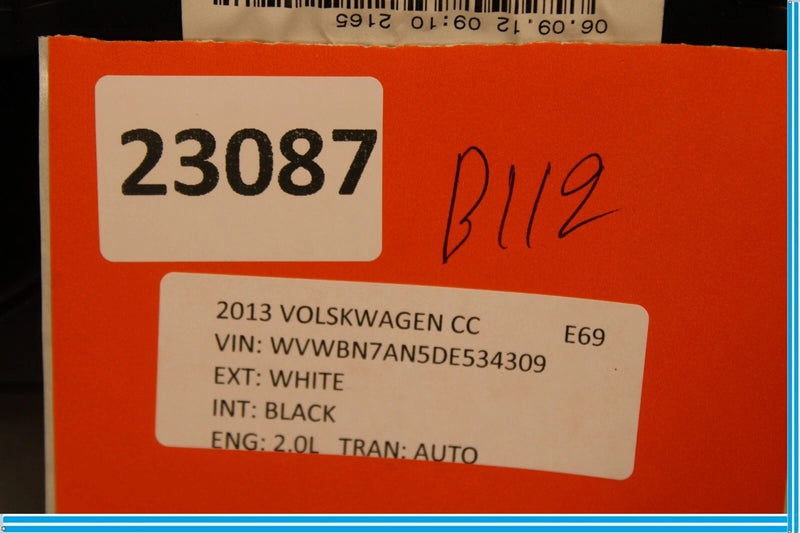 06.09.12 09:10 2165
23087
B112
2013 VOLSKWAGEN CC E69
VIN: WVWBN7AN5DE534309
EXT: WHITE
INT: BLACK
ENG: 2.0L TRAN: AUTO